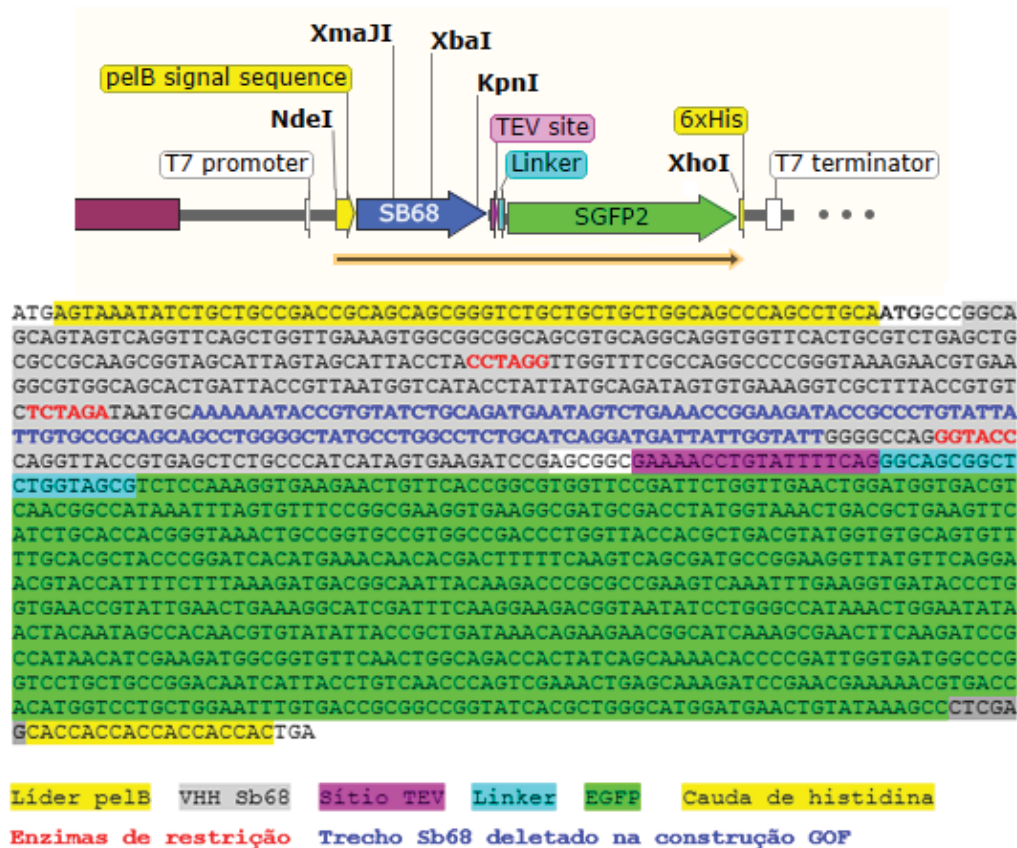 XmaJI
XbaI
pelB signal sequence
KpnI
NdeI
TEV site
6xHis
T7 promoter
Linker
XhoI
T7 terminator
SB68
SGFP2
ATGAGTAAATATCTGCTGCCGACCGCAGCAGCGGGTCTGCTGCTGCTGGCAGCCCAGCCTGCAATGGCCGGCA
GCAGTAGTCAGGTTCAGCTGGTTGAAAGTGGCGGCGGCAGCGTGCAGGCAGGTGGTTCACTGCGTCTGAGCTG
CGCCGCAAGCGGTAGCATTAGTAGCATTACCTACCTAGGTTGGTTTCGCCAGGCCCCGGGTAAAGAACGTGAA
GGCGTGGCAGCACTGATTACCGTTAATGGTCATACCTATTATGCAGATAGTGTGAAAGGTCGCTTTACCGTGT
CTCTAGATAATGCAAAAAATACCGTGTATCTGCAGATGAATAGTCTGAAACCGGAAGATACCGCCCTGTATTA
TTGTGCCGCAGCAGCCTGGGGCTATGCCTGGCCTCTGCATCAGGATGATTATTGGTATTGGGGCCAGGGTACC
CAGGTTACCGTGAGCTCTGCCCATCATAGTGAAGATCCGAGCGGCGAAAACCTGTATTTTCAGGGCAGCGGCT
CTGGTAGCGTCTCCAAAGGTGAAGAACTGTTCACCGGCGTGGTTCCGATTCTGGTTGAACTGGATGGTGACGT
CAACGGCCATAAATTTAGTGTTTCCGGCGAAGGTGAAGGCGATGCGACCTATGGTAAACTGACGCTGAAGTTC
ATCTGCACCACGGGTAAACTGCCGGTGCCGTGGCCGACCCTGGTTACCACGCTGACGTATGGTGTGCAGTGTT
TTGCACGCTACCCGGATCACATGAAACAACACGACTTTTTCAAGTCAGCGATGCCGGAAGGTTATGTTCAGGA
ACGTACCATTTTCTTTAAAGATGACGGCAATTACAAGACCCGCGCCGAAGTCAAATTTGAAGGTGATACCCTG
GTGAACCGTATTGAACTGAAAGGCATCGATTTCAAGGAAGACGGTAATATCCTGGGCCATAAACTGGAATATA
ACTACAATAGCCACAACGTGTATATTACCGCTGATAAACAGAAGAACGGCATCAAAGCGAACTTCAAGATCCG
CCATAACATCGAAGATGGCGGTGTTCAACTGGCAGACCACTATCAGCAAAACACCCCGATTGGTGATGGCCCG
GTCCTGCTGCCGGACAATCATTACCTGTCAACCCAGTCGAAACTGAGCAAAGATCCGAACGAAAAACGTGACC
ACATGGTCCTGCTGGAATTTGTGACCGCGGCCGGTATCACGCTGGGCATGGATGAACTGTATAAAGCCCTCGA
GCACCACCACCACCACCACTGA
Líder pelB VHH Sb68 Sítio TEV Linker EGFP Cauda de histidina
Enzimas de restrição Trecho Sb68 deletado na construção GOF